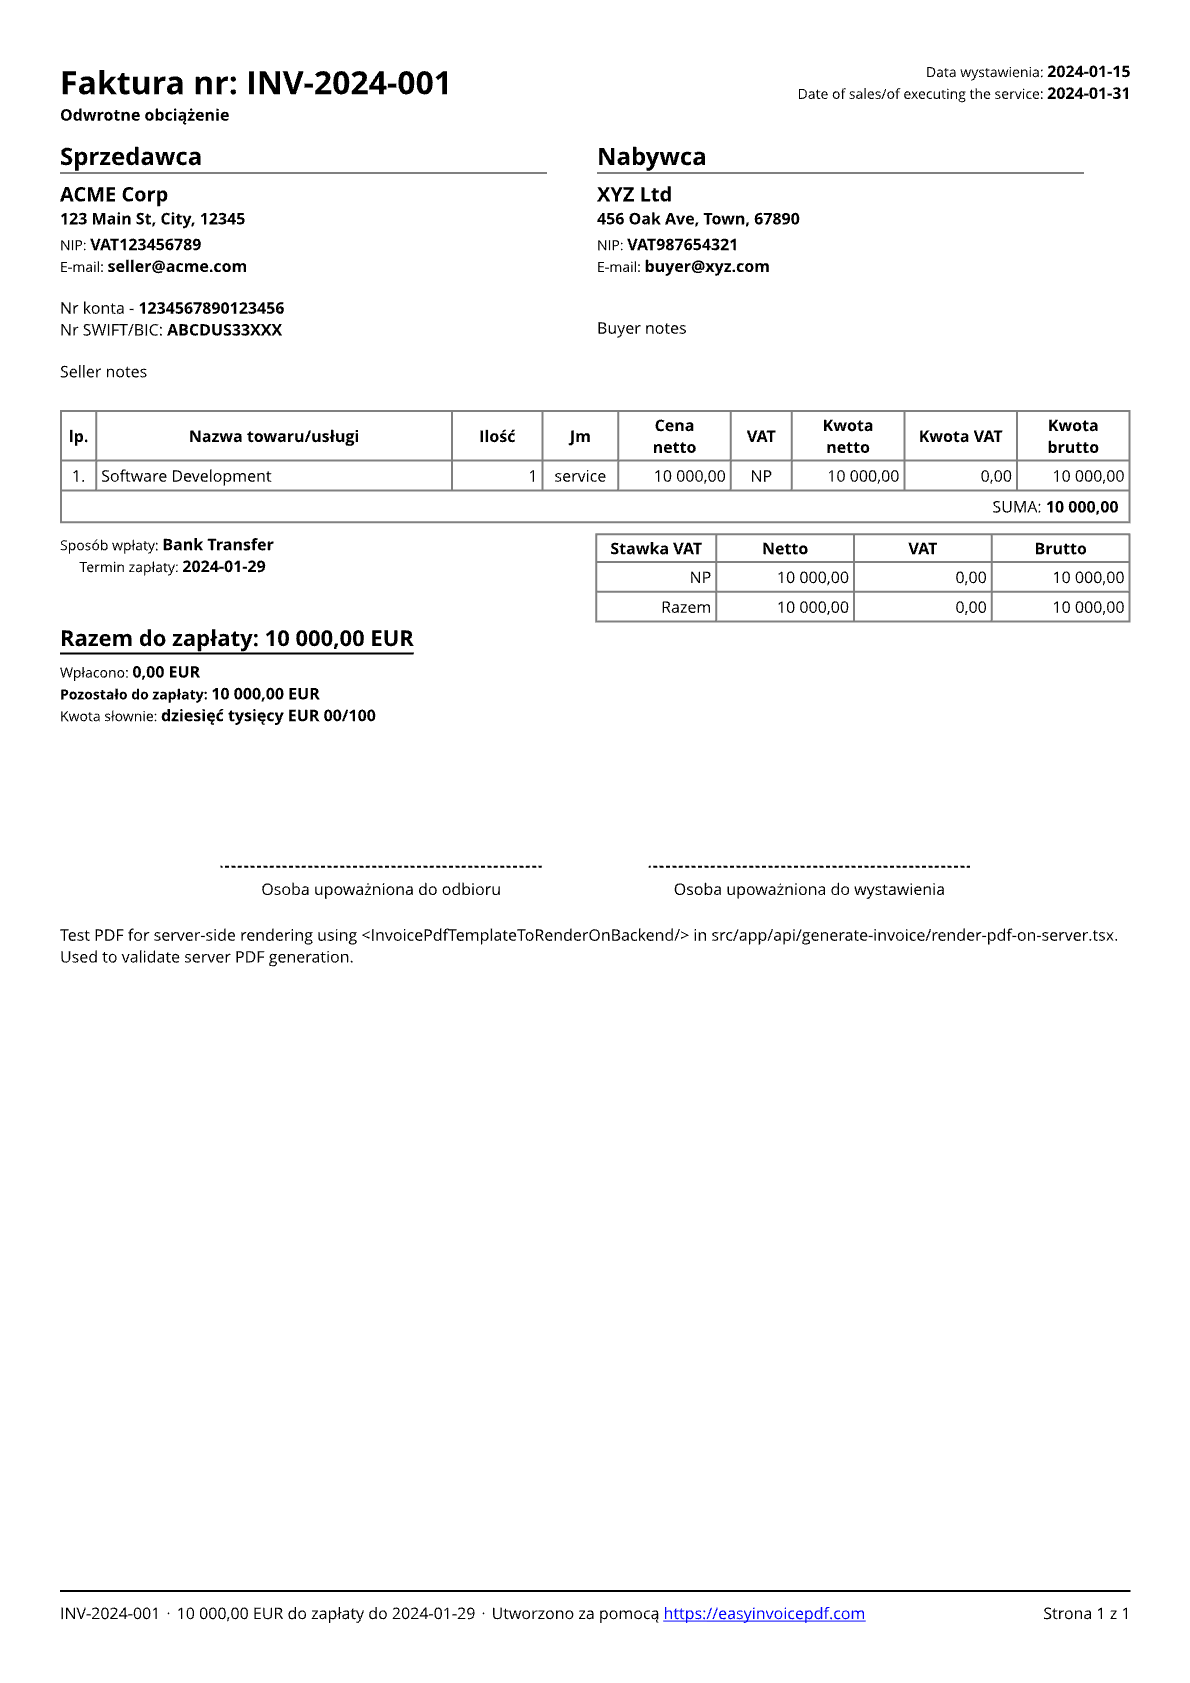 Faktura nr: INV-2024-001
Odwrotne obciążenie
Data wystawienia: 2024-01-15
Date of sales/of executing the service: 2024-01-31
Sprzedawca
ACME Corp
123 Main St, City, 12345
NIP: VAT123456789
E-mail: seller@acme.com
Nr konta - 1234567890123456
Nr SWIFT/BIC: ABCDUS33XXX
Seller notes
Nabywca
XYZ Ltd
456 Oak Ave, Town, 67890
NIP: VAT987654321
E-mail: buyer@xyz.com
Buyer notes
lp. Nazwa towaru/usługi Ilość Jm Cena netto VAT Kwota netto Kwota VAT Kwota brutto
1. Software Development 1 service 10 000,00 NP 10 000,00 0,00 10 000,00
SUMA: 10 000,00
Sposób wpłaty: Bank Transfer
Termin zapłaty: 2024-01-29
Stawka VAT Netto VAT Brutto
NP 10 000,00 0,00 10 000,00
Razem 10 000,00 0,00 10 000,00
Razem do zapłaty: 10 000,00 EUR
Wpłacono: 0,00 EUR
Pozostało do zapłaty: 10 000,00 EUR
Kwota słownie: dziesięć tysięcy EUR 00/100
Osoba upoważniona do odbioru
Osoba upoważniona do wystawienia
Test PDF for server-side rendering using <InvoicePdfTemplateToRenderOnBackend/> in src/app/api/generate-invoice/render-pdf-on-server.tsx.
Used to validate server PDF generation.
INV-2024-001 · 10 000,00 EUR do zapłaty do 2024-01-29 · Utworzono za pomocą https://easyinvoicepdf.com
Strona 1 z 1